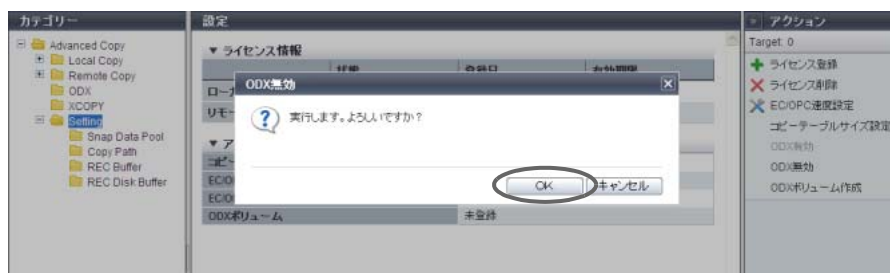 カテゴリー
Advanced Copy
Local Copy
Remote Copy
ODX
XCOPY
Setting
Snap Data Pool
Copy Path
REC Buffer
REC Disk Buffer
設定
▼ ライセンス情報
状態 登録日 有効期限
ロー
リモー
ODX無効
実行します。よろしいですか?
OK キャンセル
▼ ア
コピー
EC/O
EC/O
ODXボリューム 未登録
アクション
Target: 0
ライセンス登録
ライセンス削除
EC/OPC速度設定
コピーテーブルサイズ設定
ODX有効
ODX無効
ODXボリューム作成